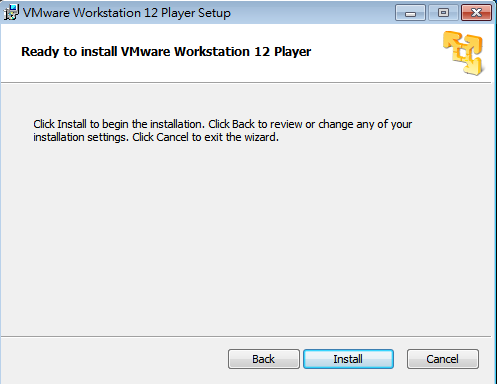 VMware Workstation 12 Player Setup
Ready to install VMware Workstation 12 Player
Click Install to begin the installation. Click Back to review or change any of your
installation settings. Click Cancel to exit the wizard.
Back
Install
Cancel